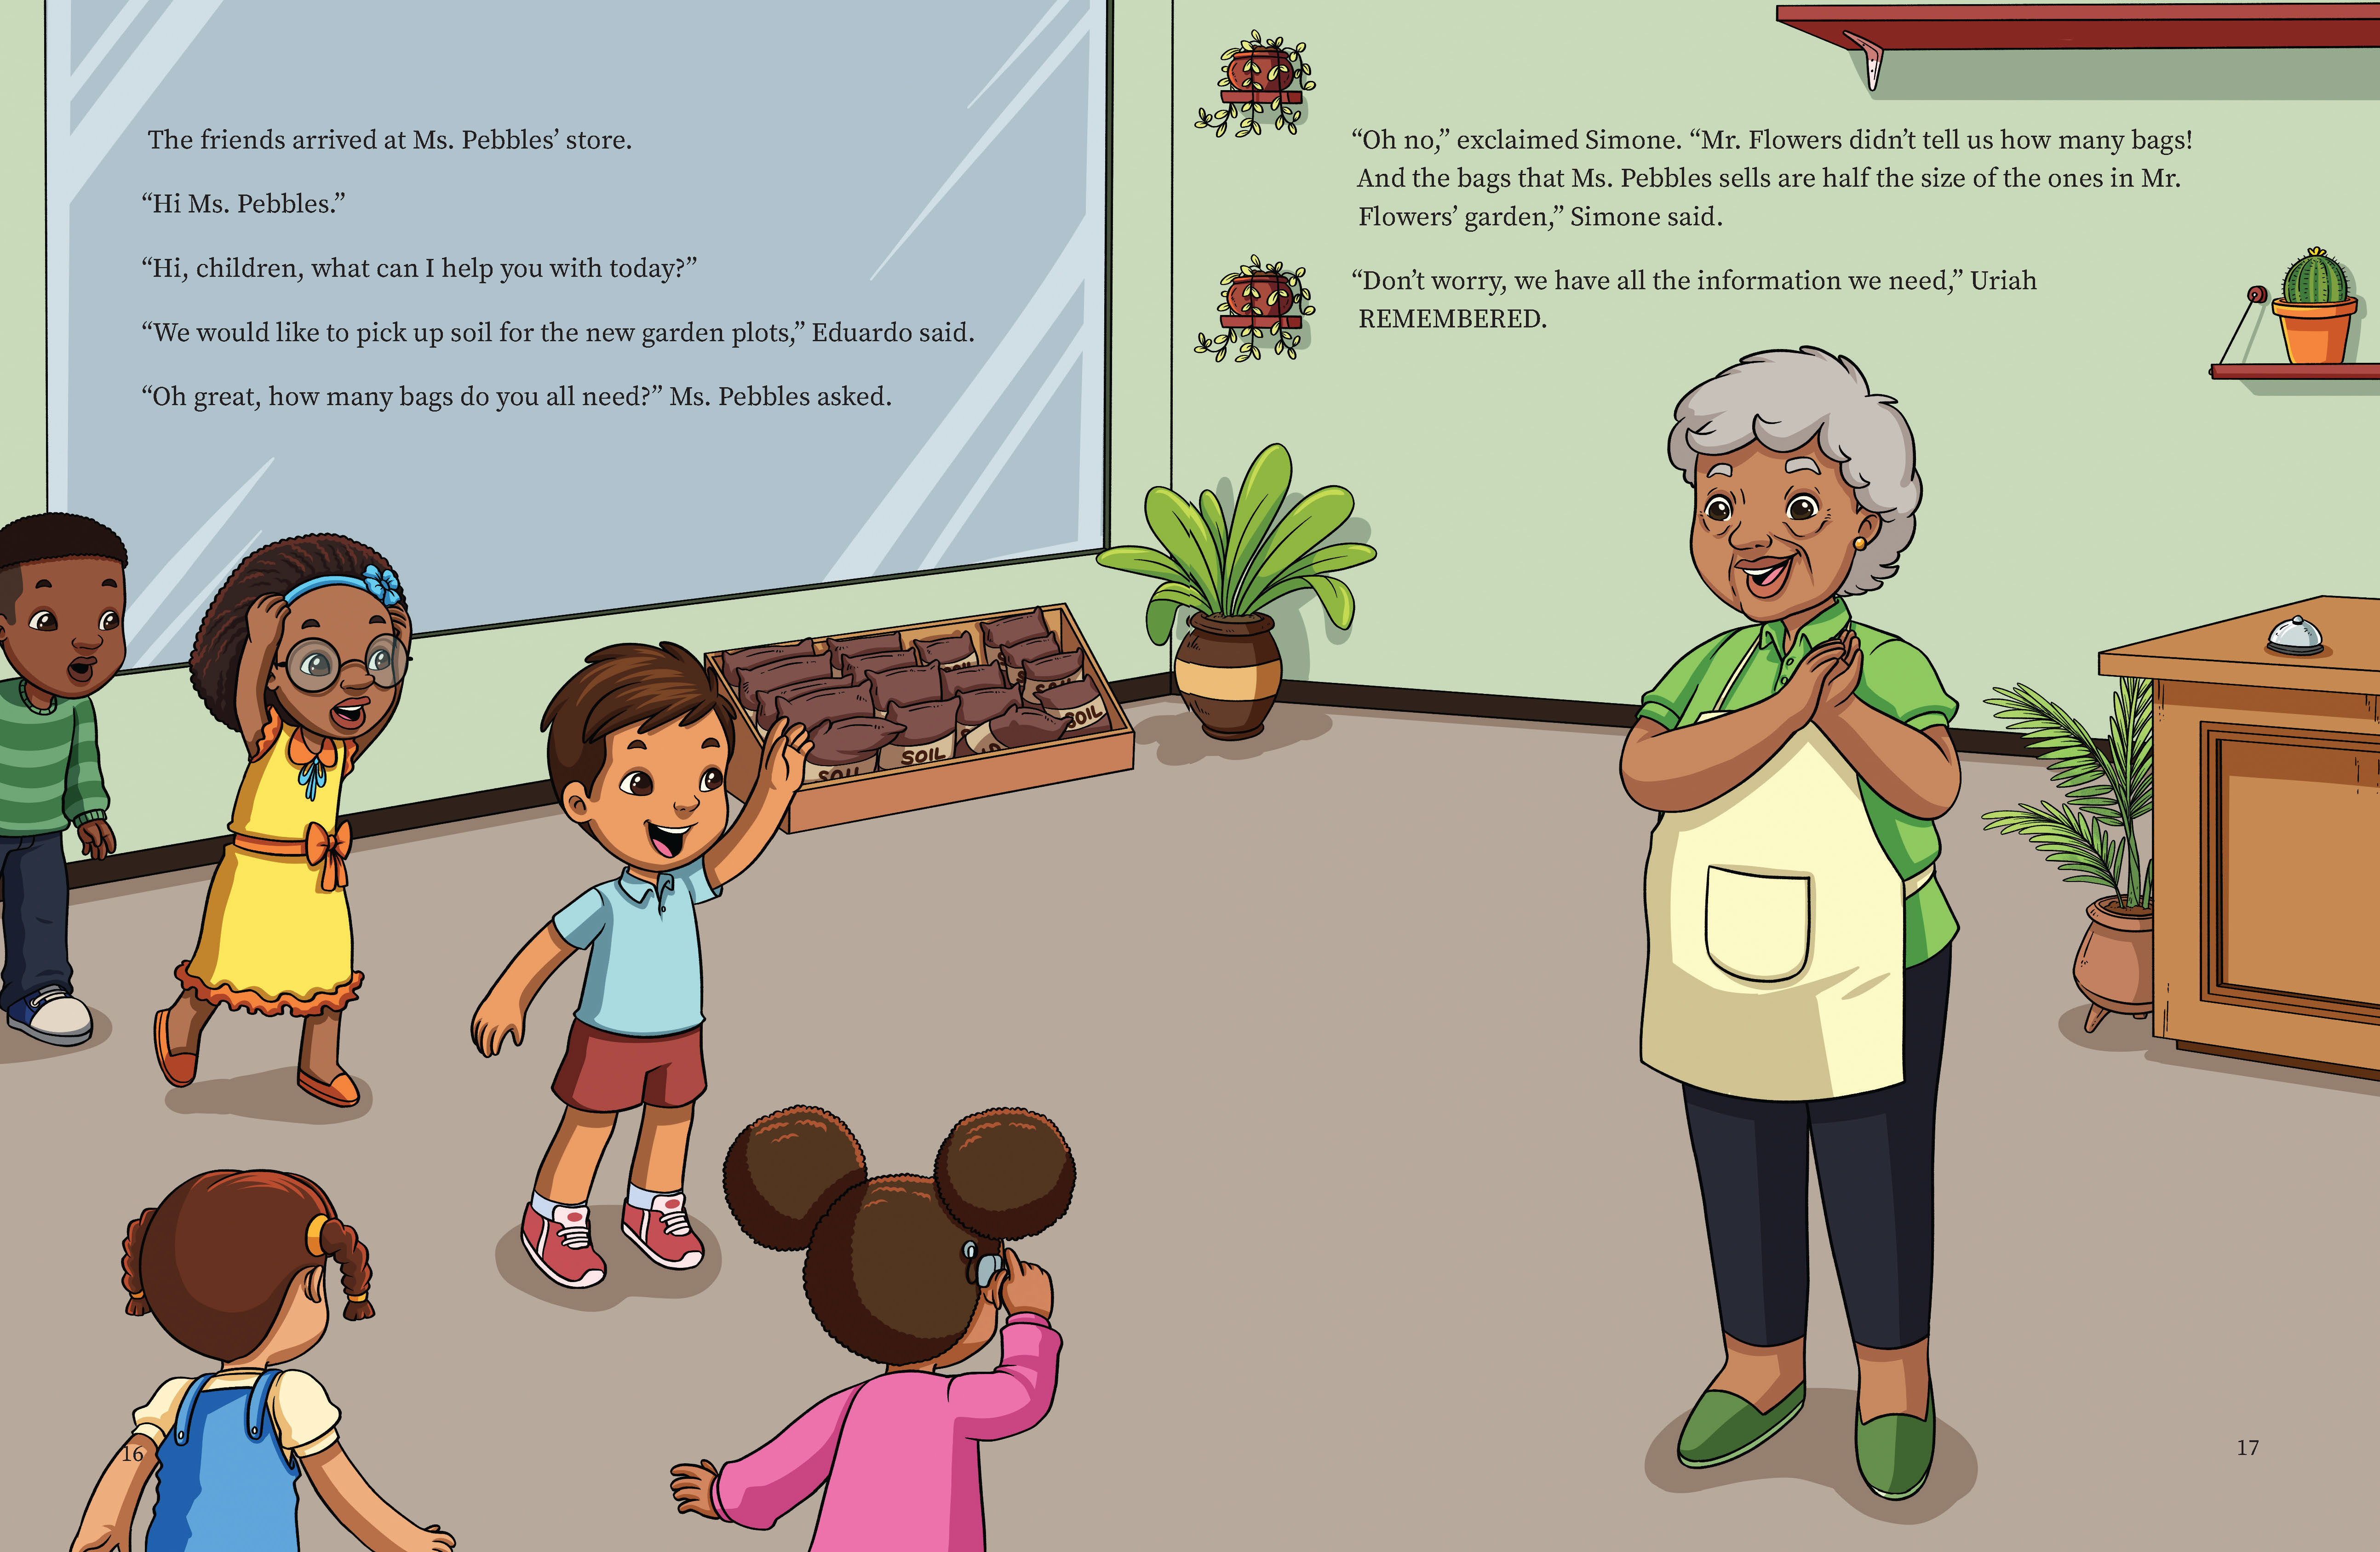 The friends arrived at Ms. Pebbles’ store.
“Hi Ms. Pebbles.”
“Hi, children, what can I help you with today?”
“We would like to pick up soil for the new garden plots,” Eduardo said.
“Oh great, how many bags do you all need?” Ms. Pebbles asked.
“Oh no,” exclaimed Simone. “Mr. Flowers didn’t tell us how many bags!
And the bags that Ms. Pebbles sells are half the size of the ones in Mr.
Flowers’ garden,” Simone said.
“Don’t worry, we have all the information we need,” Uriah
REMEMBERED.
SOIL
SOIL
SOIL
16
17